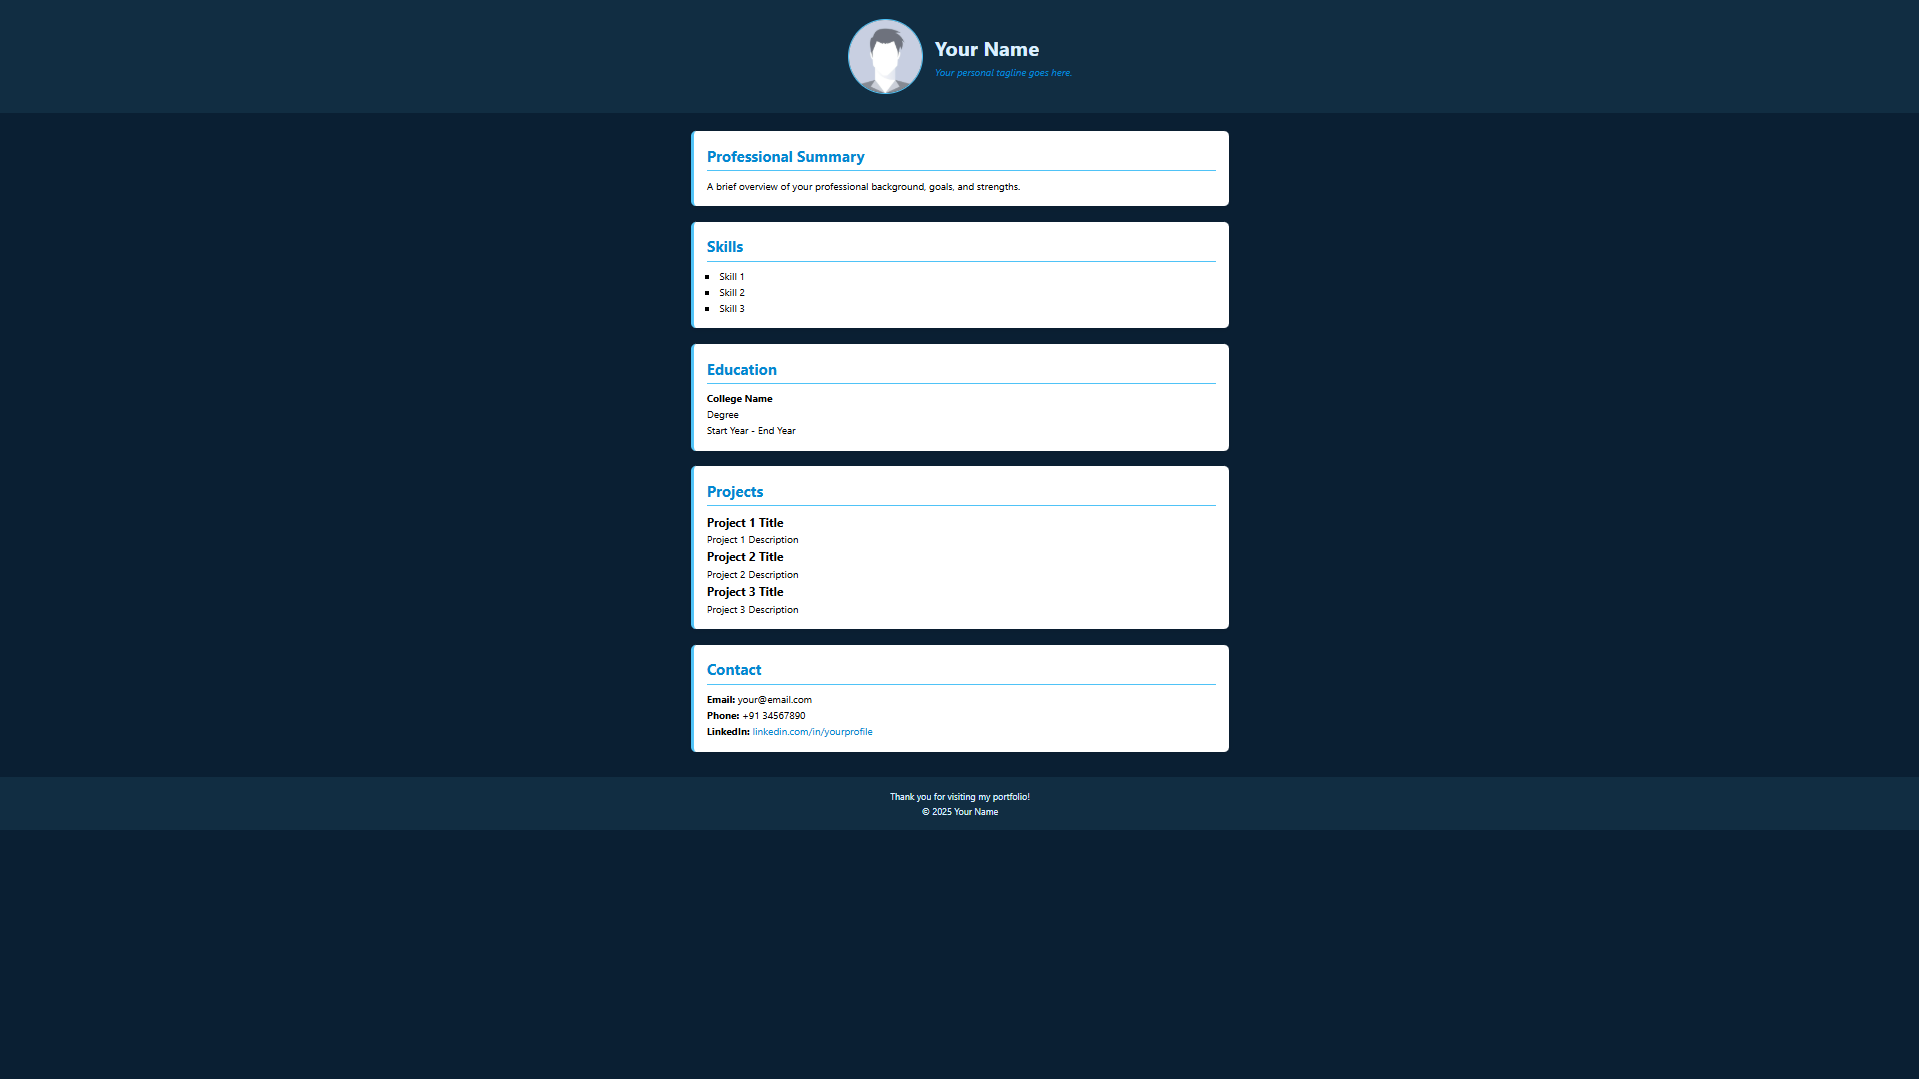 Your Name
Your personal tagline goes here.
Professional Summary
A brief overview of your professional background, goals, and strengths.
Skills
Skill 1
Skill 2
Skill 3
Education
College Name
Degree
Start Year - End Year
Projects
Project 1 Title
Project 1 Description
Project 2 Title
Project 2 Description
Project 3 Title
Project 3 Description
Contact
Email: your@email.com
Phone: +91 34567890
LinkedIn: linkedin.com/in/yourprofile
Thank you for visiting my portfolio!
© 2025 Your Name